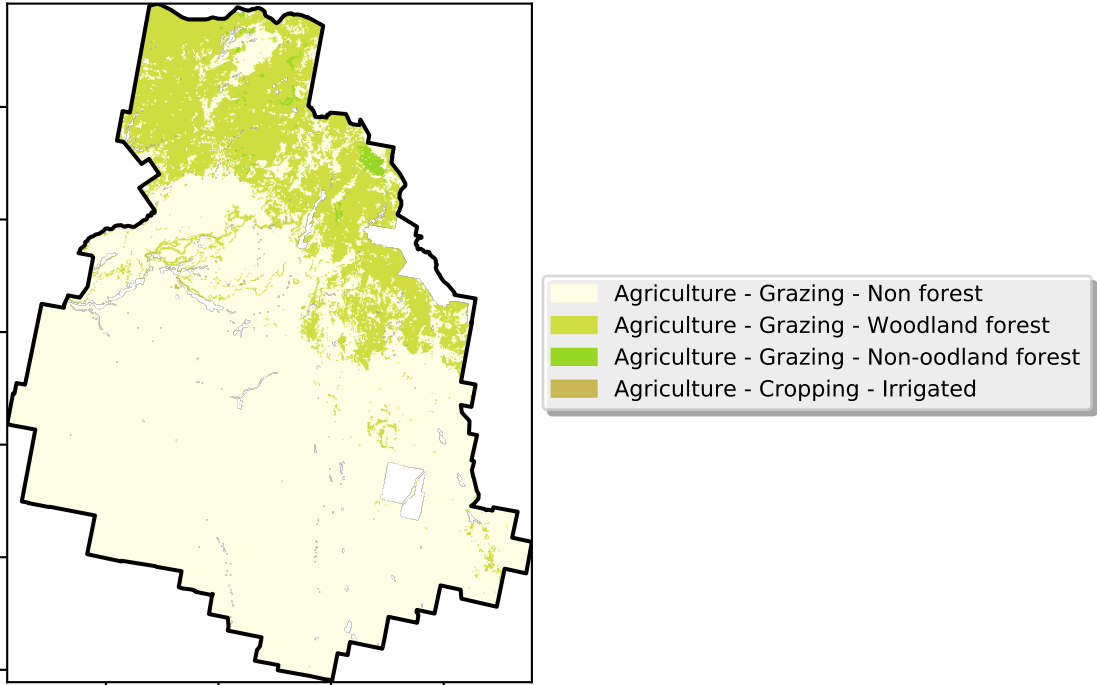 Agriculture - Grazing - Non forest
Agriculture - Grazing - Woodland forest
Agriculture - Grazing - Non-oodland forest
Agriculture - Cropping - Irrigated